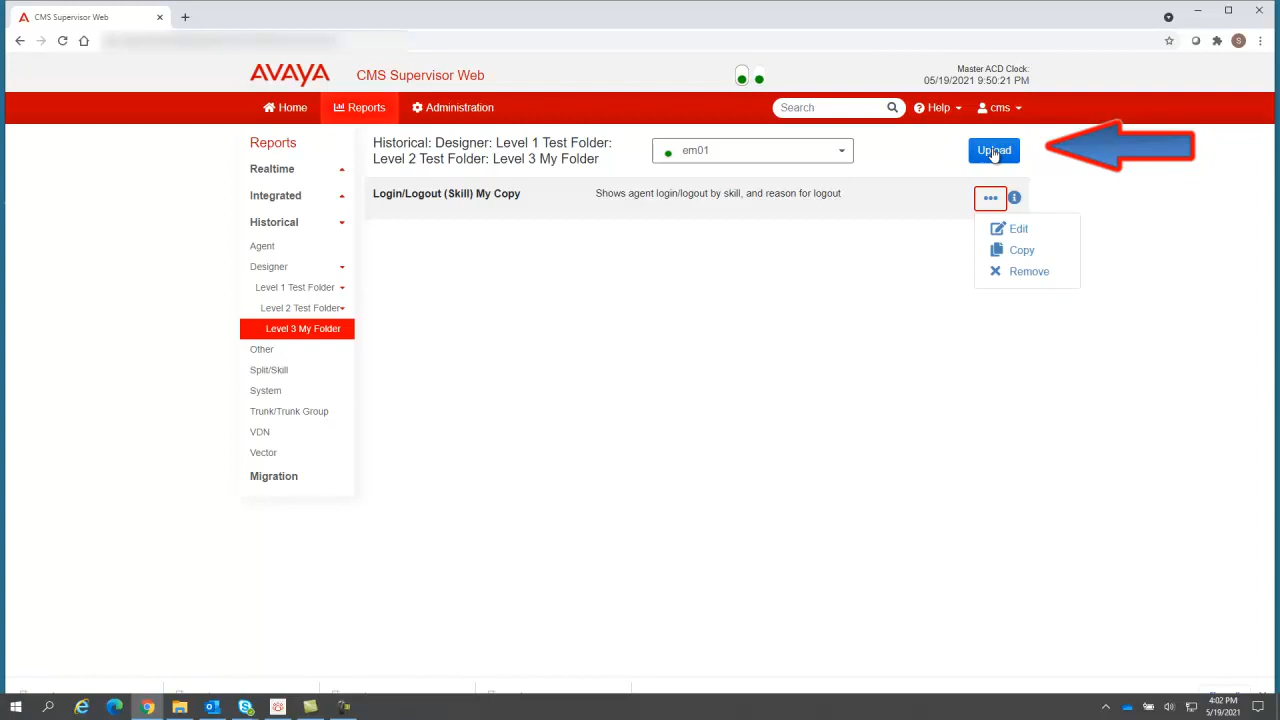 CMS Supervisor Web
S
AVAYA
CMS Supervisor Web
Master ACD Clock:
05/19/2021 9:50:21 PM
Home
Reports
Administration
Search
Help
cms
Reports
Realtime
Integrated
Historical
Agent
Designer
Level 1 Test Folder
Level 2 Test Folder
Level 3 My Folder
Other
Split/Skill
System
Trunk/Trunk Group
VDN
Vector
Migration
Historical: Designer: Level 1 Test Folder:
Level 2 Test Folder: Level 3 My Folder
em01
Upload
Login/Logout (Skill) My Copy
Shows agent login/logout by skill, and reason for logout
Edit
Copy
Remove
4:02 PM
5/19/2021